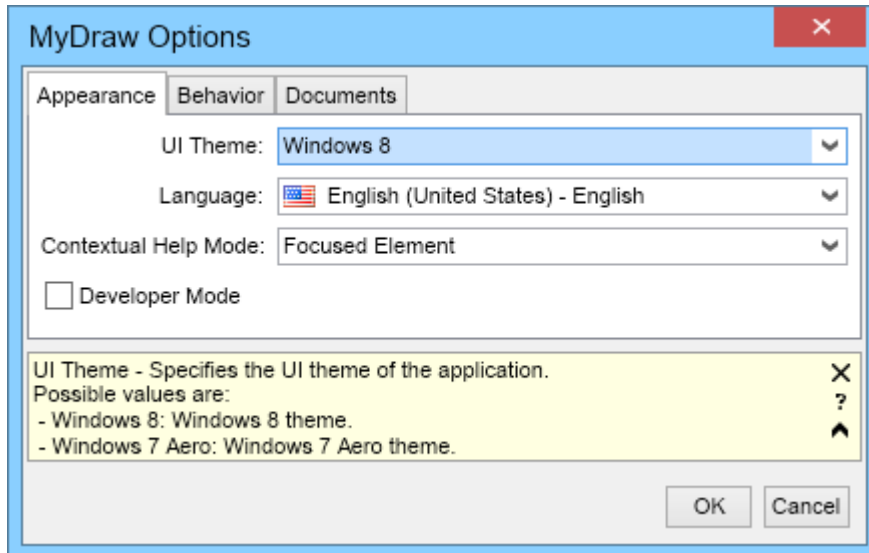 MyDraw Options
Appearance Behavior Documents
UI Theme: Windows 8
Language: English (United States) - English
Contextual Help Mode: Focused Element
Developer Mode
UI Theme - Specifies the UI theme of the application.
Possible values are:
- Windows 8: Windows 8 theme.
- Windows 7 Aero: Windows 7 Aero theme.
?
OK Cancel